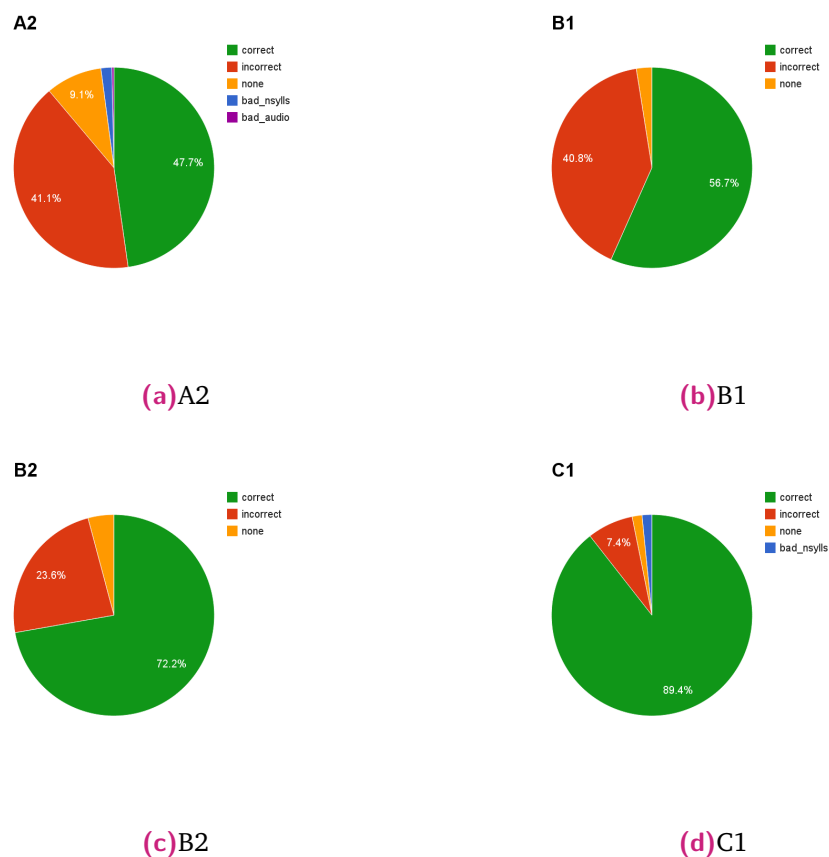 A2
correct
incorrect
none
bad_nsylls
bad_audio
9.1%
47.7%
41.1%
(a)A2
B1
correct
incorrect
none
40.8%
56.7%
(b)B1
B2
correct
incorrect
none
23.6%
72.2%
(c)B2
C1
correct
incorrect
none
bad_nsylls
7.4%
89.4%
(d)C1